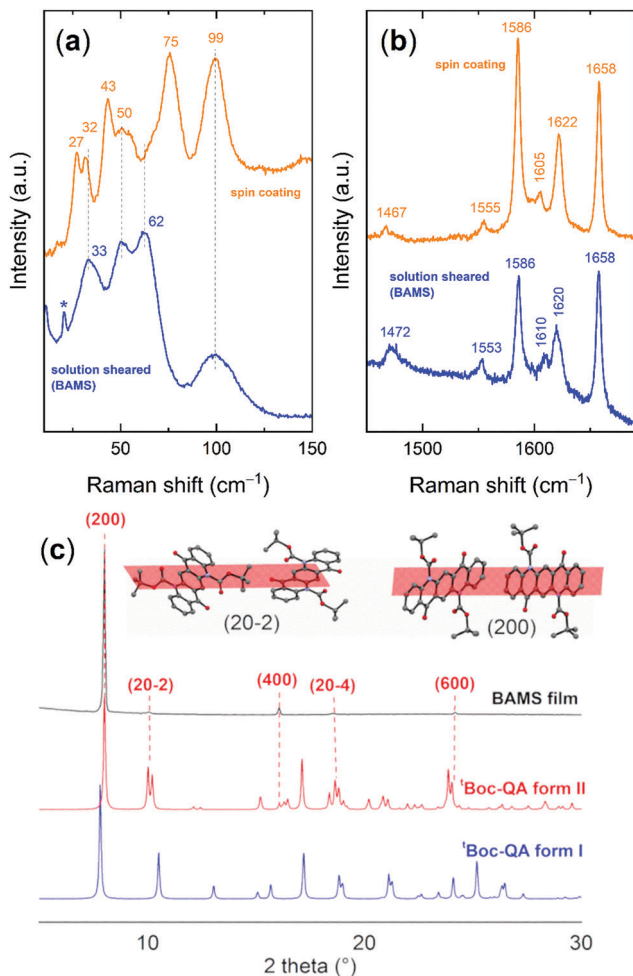 (a)
75
99
43
32
50
27
spin coating
62
33
*
solution sheared
(BAMS)
Intensity (a.u.)
50
100
150
Raman shift (cm⁻¹)
(b)
1586
1658
spin coating
1622
1605
1467
1555
solution sheared
(BAMS)
1586
1658
1620
1610
1472
1553
Intensity (a.u.)
1500
1600
Raman shift (cm⁻¹)
(c)
(200)
(20-2)
(200)
(20-2)
(400)
(20-4)
(600)
BAMS film
ᵗBoc-QA form II
ᵗBoc-QA form I
10
20
30
2 theta (°)